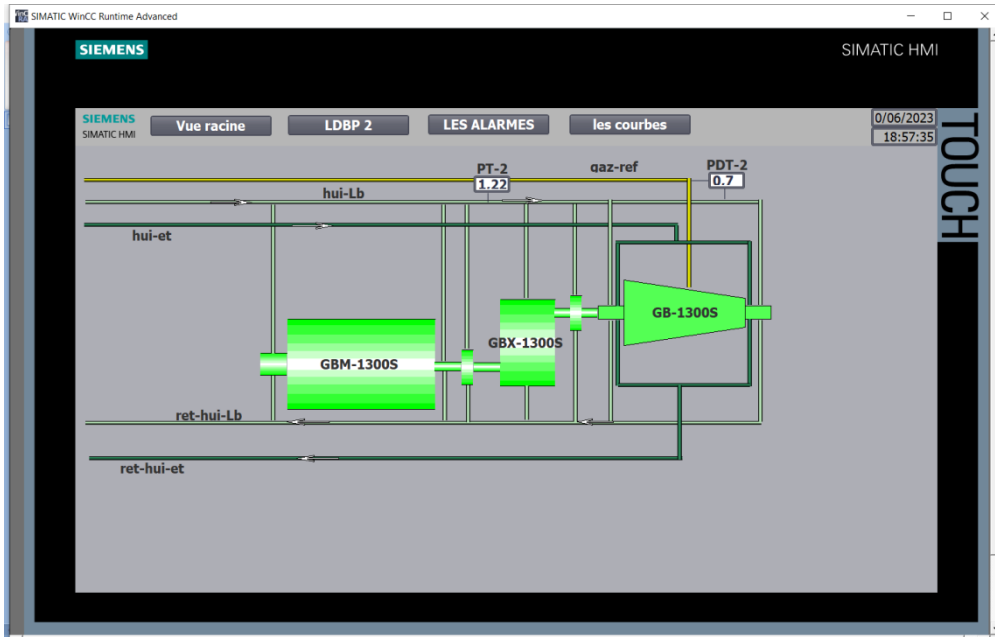 SIMATIC WinCC Runtime Advanced
SIEMENS
SIMATIC HMI
TOUCH
SIEMENS
SIMATIC HMI
Vue racine
LDBP 2
LES ALARMES
les courbes
0/06/2023
18:57:35
PT-2
1.22
gaz-ref
PDT-2
0.7
hui-Lb
hui-et
GB-1300S
GBX-1300S
GBM-1300S
ret-hui-Lb
ret-hui-et